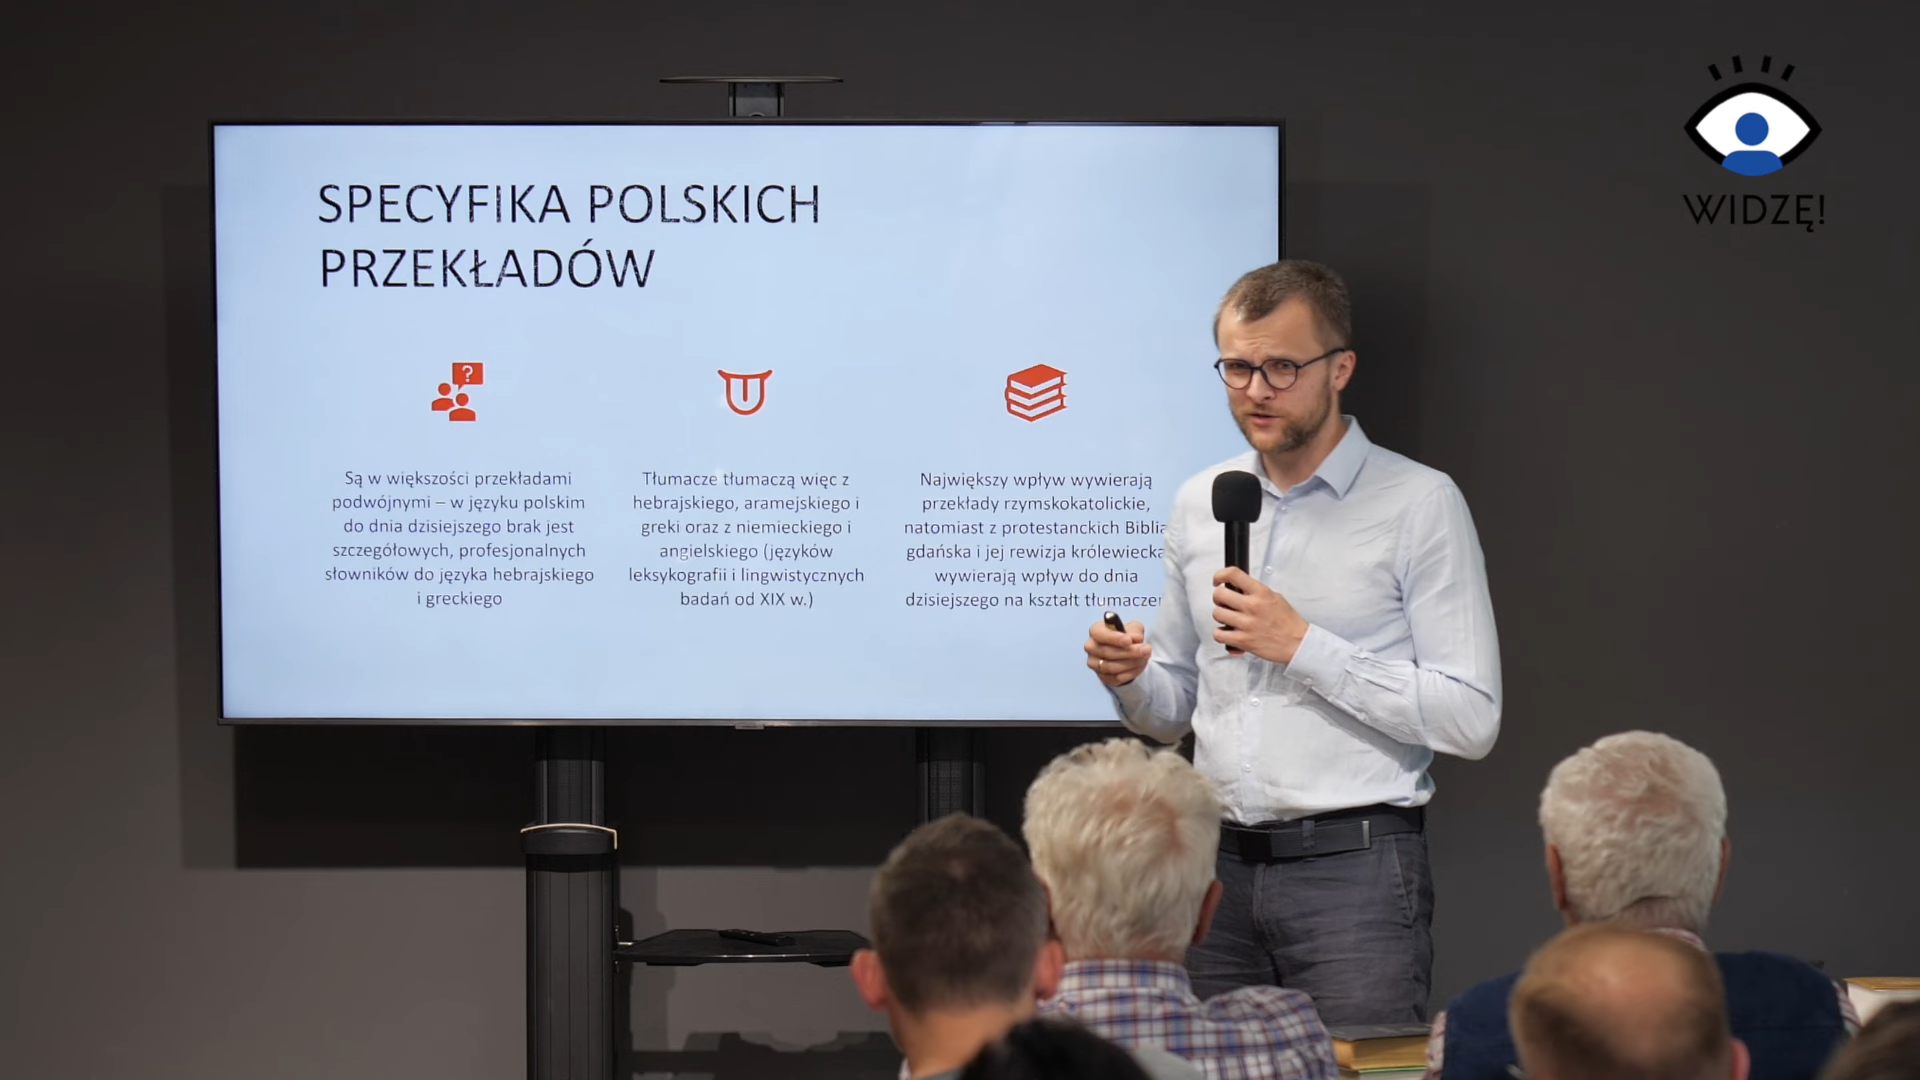 SPECYFIKA POLSKICH
PRZEKŁADÓW
?
Są w większości przekładami
podwójnymi – w języku polskim
do dnia dzisiejszego brak jest
szczegółowych, profesjonalnych
słowników do języka hebrajskiego
i greckiego
Tłumacze tłumaczą więc z
hebrajskiego, aramejskiego i
greki oraz z niemieckiego i
angielskiego (języków
leksykografii i lingwistycznych
badań od XIX w.)
Największy wpływ wywierają
przekłady rzymskokatolickie,
natomiast z protestanckich Biblia
gdańska i jej rewizja królewiecka
wywierają wpływ do dnia
dzisiejszego na kształt
WIDZĘ!